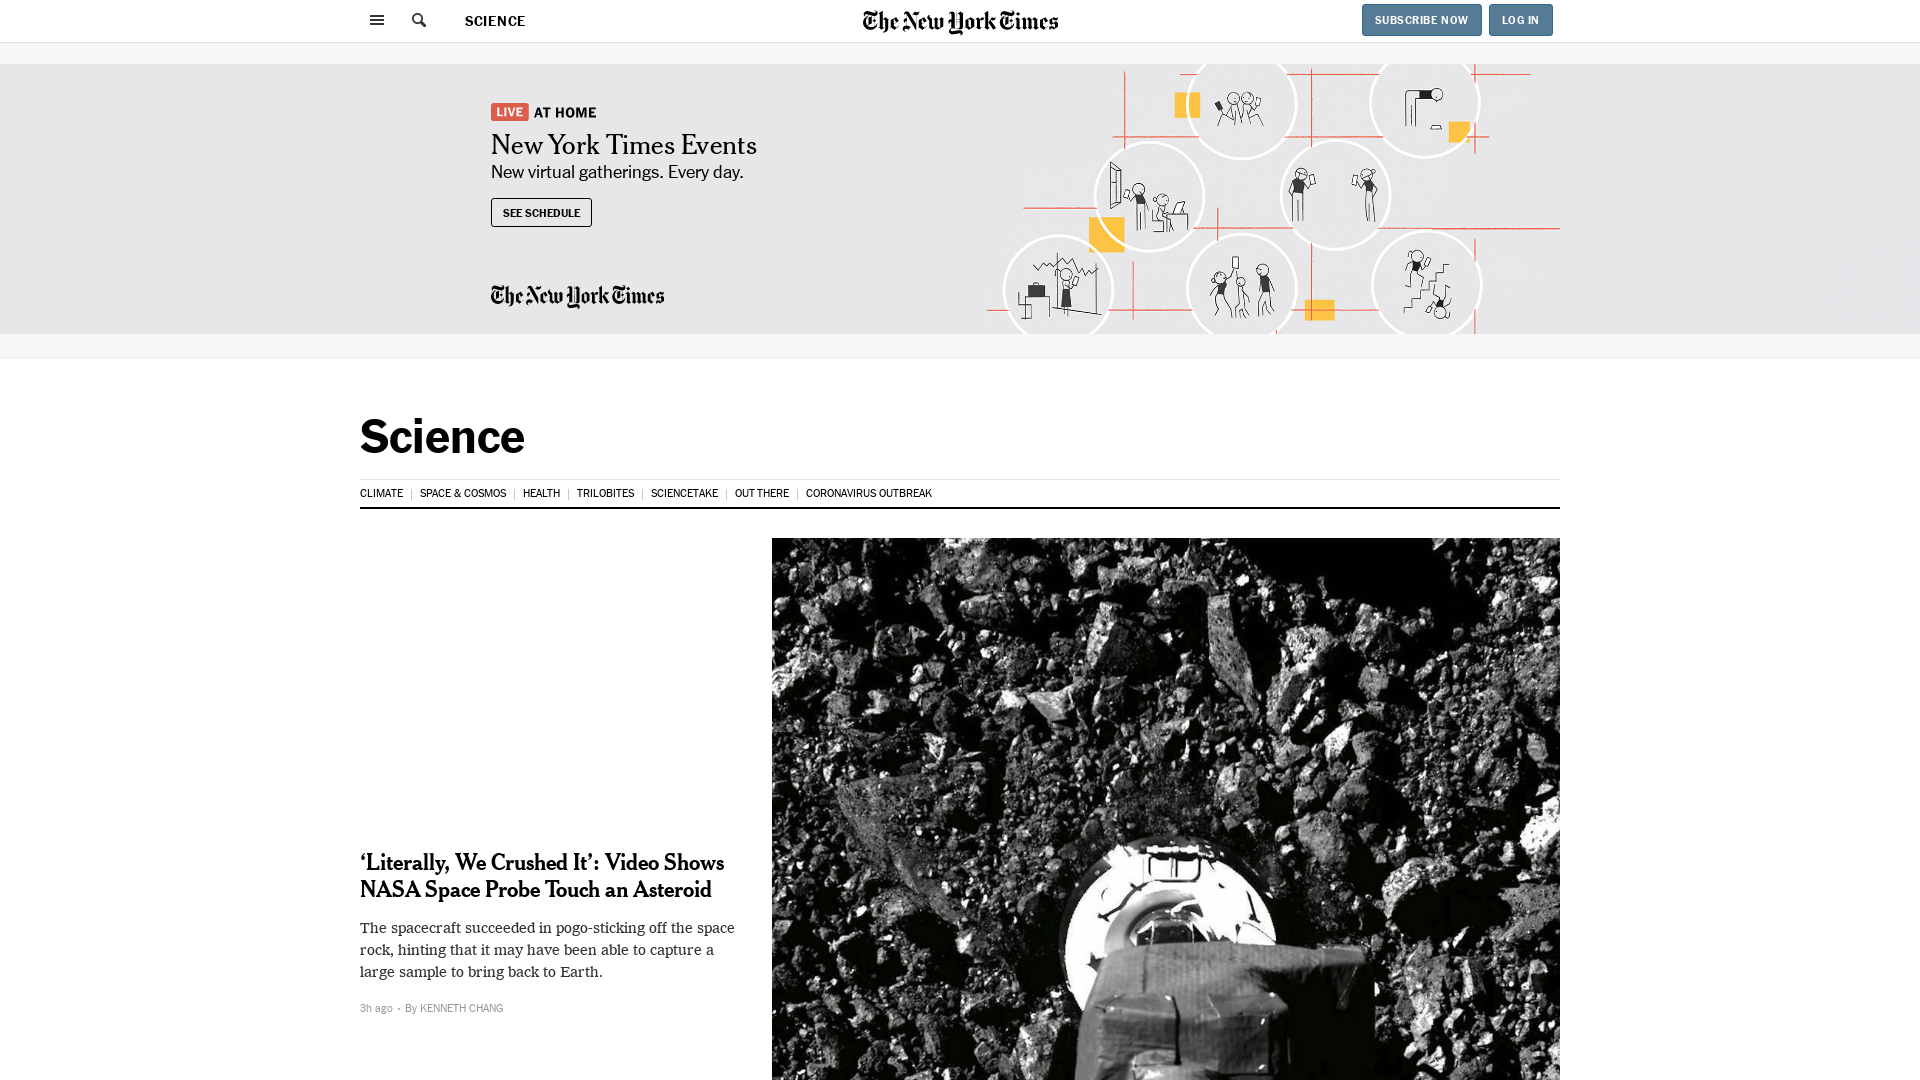 SCIENCE
The New York Times
SUBSCRIBE NOW
LOG IN
LIVE AT HOME
New York Times Events
New virtual gatherings. Every day.
SEE SCHEDULE
The New York Times
Science
CLIMATE
SPACE & COSMOS
HEALTH
TRILOBITES
SCIENCETAKE
OUT THERE
CORONAVIRUS OUTBREAK
‘Literally, We Crushed It’: Video Shows
NASA Space Probe Touch an Asteroid
The spacecraft succeeded in pogo-sticking off the space
rock, hinting that it may have been able to capture a
large sample to bring back to Earth.
3h ago • By KENNETH CHANG